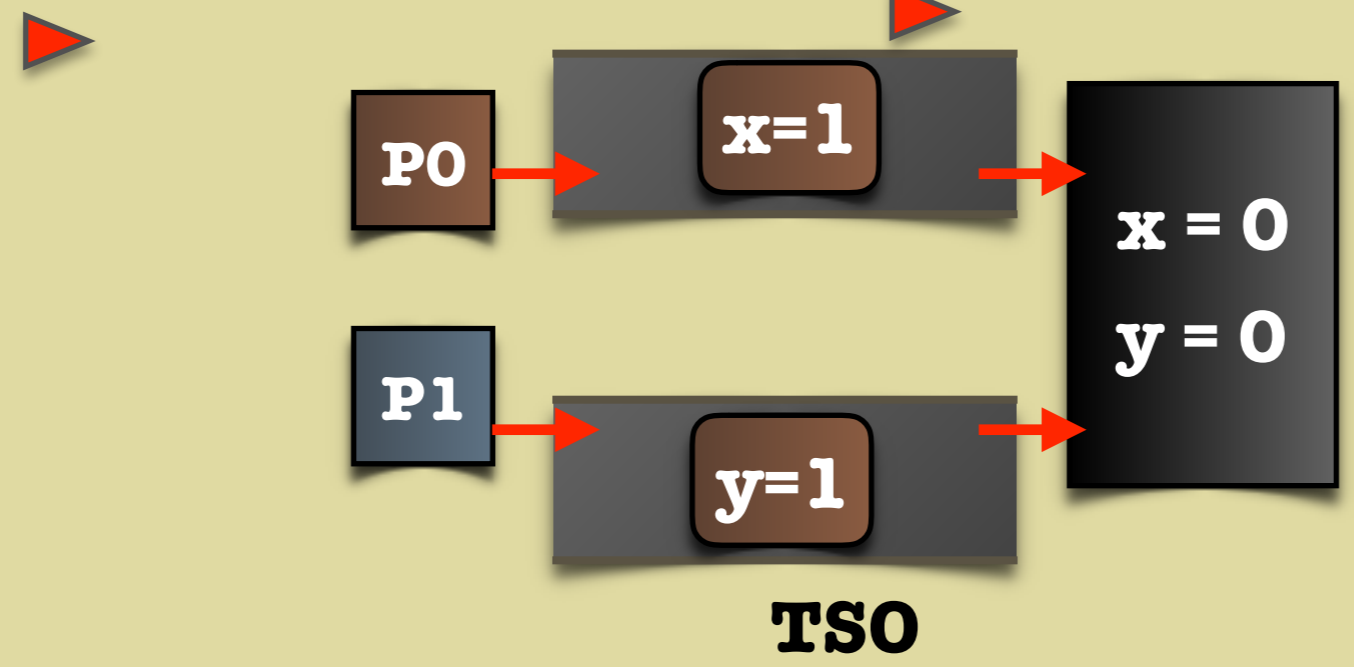 P0
x=1
x = 0
y = 0
P1
y=1
TSO